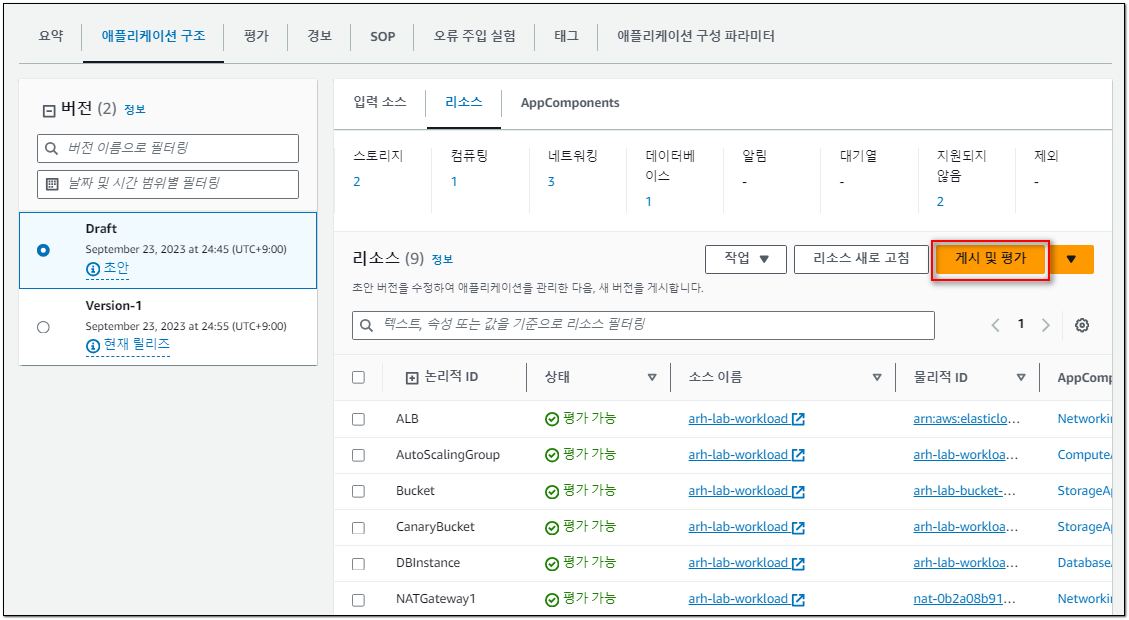 요약 애플리케이션 구조 평가 경보 SOP 오류 주입 실험 태그 애플리케이션 구성 파라미터
버전 (2) 정보
버전 이름으로 필터링
날짜 및 시간 범위별 필터링
Draft
September 23, 2023 at 24:45 (UTC+9:00)
초안
Version-1
September 23, 2023 at 24:55 (UTC+9:00)
현재 릴리즈
입력 소스 리소스 AppComponents
스토리지
2
컴퓨팅
1
네트워킹
3
데이터베
이스
1
알림
-
대기열
-
지원되지
않음
2
제외
-
리소스 (9) 정보
작업 리소스 새로 고침 게시 및 평가
초안 버전을 수정하여 애플리케이션을 관리한 다음, 새 버전을 게시합니다.
텍스트, 속성 또는 값을 기준으로 리소스 필터링
1
논리적 ID 상태 소스 이름 물리적 ID AppComp
ALB 평가 가능 arh-lab-workload arn:aws:elasticlo... Networkin
AutoScalingGroup 평가 가능 arh-lab-workload arh-lab-workloa... ComputeA
Bucket 평가 가능 arh-lab-workload arh-lab-bucket-... StorageAp
CanaryBucket 평가 가능 arh-lab-workload arh-lab-workloa... StorageAp
DBInstance 평가 가능 arh-lab-workload arh-lab-workloa... DatabaseA
NATGateway1 평가 가능 arh-lab-workload nat-0b2a08b91... Networkin